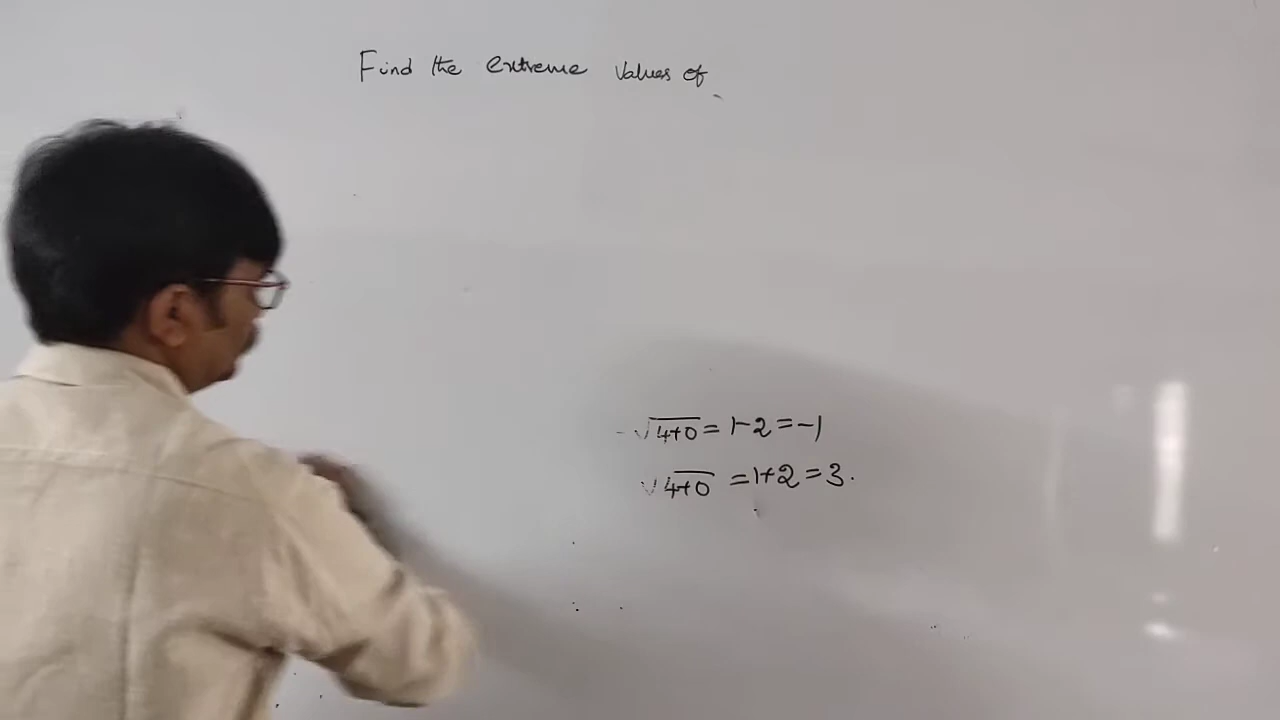 Find the extreme values of
- √4+0 = 1-2 = -1
√4+0 = 1+2 = 3.